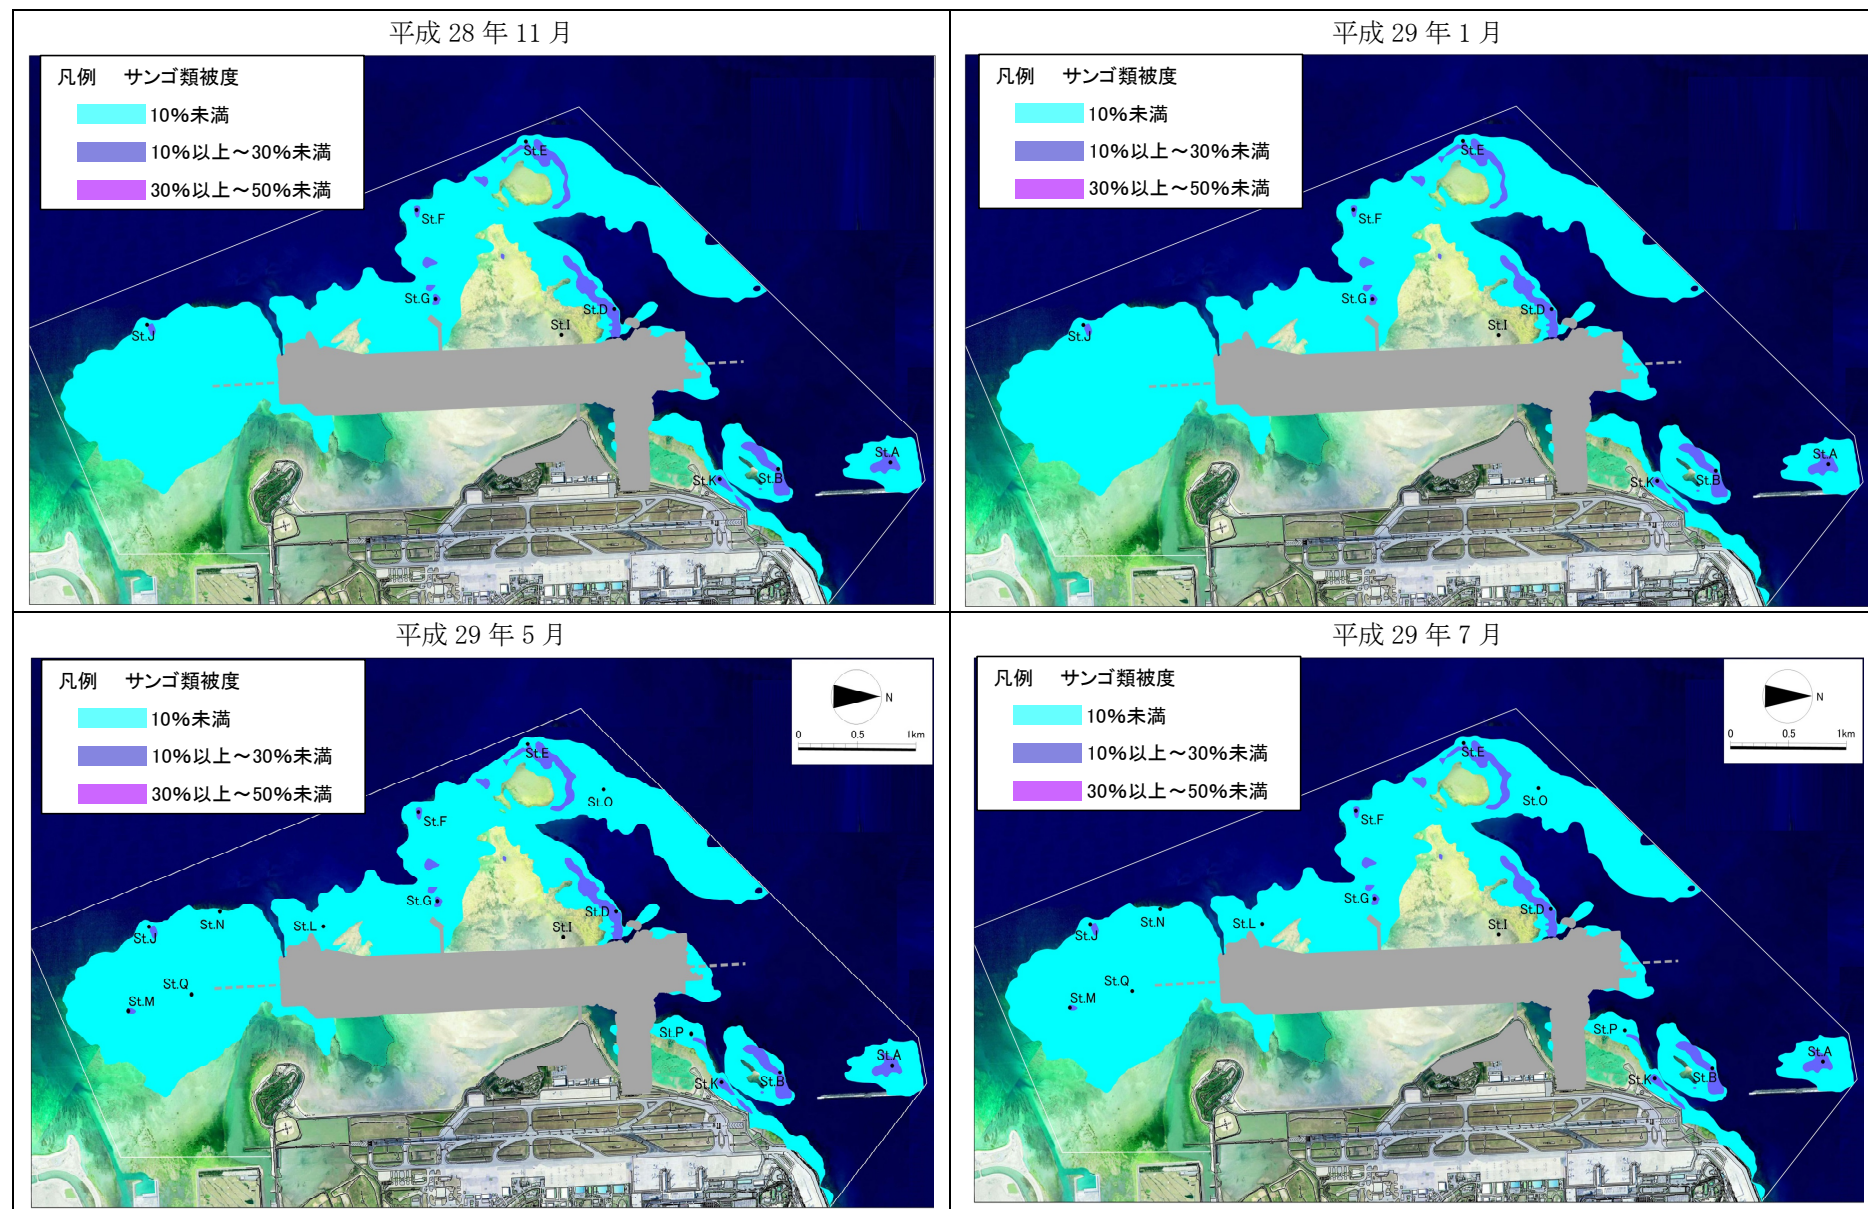 平成 28 年 11 月
凡例 サンゴ類被度
10%未満
10%以上～30%未満
30%以上～50%未満
St.E
St.F
St.G
St.D
St.I
St.J
St.A
St.B
St.K
平成 29 年 1 月
凡例 サンゴ類被度
10%未満
10%以上～30%未満
30%以上～50%未満
St.E
St.F
St.G
St.D
St.I
St.J
St.A
St.B
St.K
平成 29 年 5 月
凡例 サンゴ類被度
10%未満
10%以上～30%未満
30%以上～50%未満
N
0 0.5 1km
St.E
St.O
St.F
St.G
St.D
St.N
St.L
St.J
St.I
St.Q
St.M
St.P
St.A
St.K
St.B
平成 29 年 7 月
凡例 サンゴ類被度
10%未満
10%以上～30%未満
30%以上～50%未満
N
0 0.5 1km
St.E
St.O
St.F
St.G
St.D
St.N
St.L
St.J
St.I
St.Q
St.M
St.P
St.A
St.K
St.B